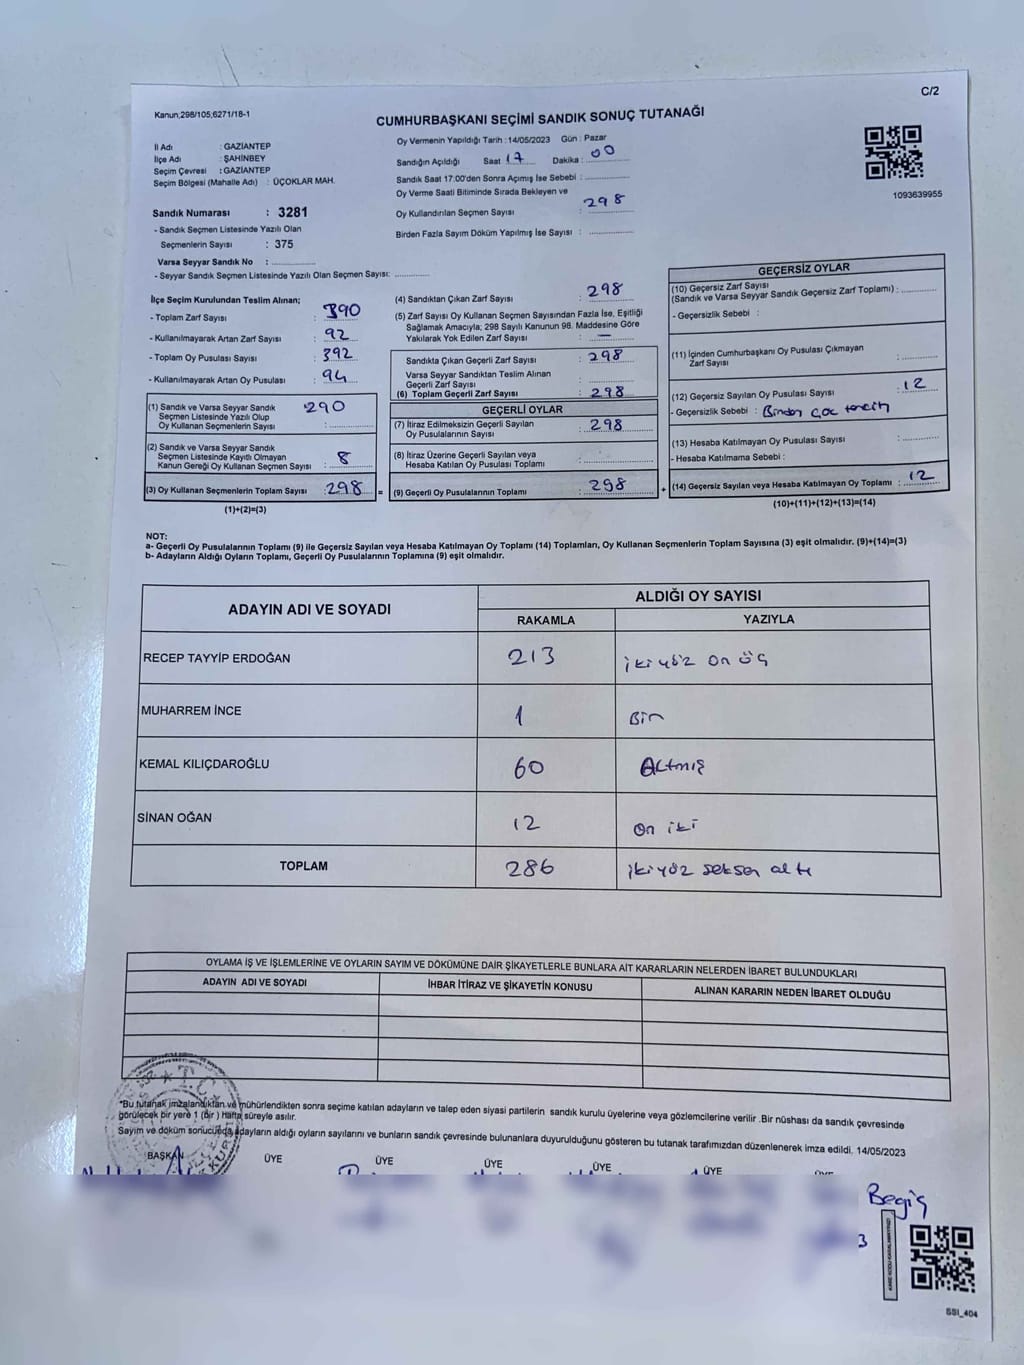 C/2
Kanun,298/105,6271/18-1
CUMHURBAŞKANI SEÇİMİ SANDIK SONUÇ TUTANAĞI
İl Adı : GAZİANTEP
İlçe Adı : ŞAHİNBEY
Seçim Çevresi : GAZİANTEP
Seçim Bölgesi (Mahalle Adı) : ÜÇOKLAR MAH.
Oy Vermenin Yapıldığı Tarih : 14/05/2023 Gün : Pazar
Sandığın Açıldığı Saat 17 Dakika : 00
Sandık Saat 17:00'den Sonra Açımış İse Sebebi :
Oy Verme Saati Bitiminde Sırada Bekleyen ve
Oy Kullandırılan Seçmen Sayısı : 298
Birden Fazla Sayım Döküm Yapılmış İse Sayısı :
1093639955
Sandık Numarası : 3281
- Sandık Seçmen Listesinde Yazılı Olan
Seçmenlerin Sayısı : 375
Varsa Seyyar Sandık No :
- Seyyar Sandık Seçmen Listesinde Yazılı Olan Seçmen Sayısı:
İlçe Seçim Kurulundan Teslim Alınan;
- Toplam Zarf Sayısı : 390
- Kullanılmayarak Artan Zarf Sayısı : 92
- Toplam Oy Pusulası Sayısı : 392
- Kullanılmayarak Artan Oy Pusulası : 94
(1) Sandık ve Varsa Seyyar Sandık
Seçmen Listesinde Yazılı Olup
Oy Kullanan Seçmenlerin Sayısı : 290
(2) Sandık ve Varsa Seyyar Sandık
Seçmen Listesinde Kayıtlı Olmayan
Kanun Gereği Oy Kullanan Seçmen Sayısı : 8
(3) Oy Kullanan Seçmenlerin Toplam Sayısı : 298 =
(1)+(2)=(3)
(4) Sandıktan Çıkan Zarf Sayısı : 298
(5) Zarf Sayısı Oy Kullanan Seçmen Sayısından Fazla İse, Eşitliği
Sağlamak Amacıyla; 298 Sayılı Kanunun 98. Maddesine Göre
Yakılarak Yok Edilen Zarf Sayısı : —
Sandıkta Çıkan Geçerli Zarf Sayısı : 298
Varsa Seyyar Sandıktan Teslim Alınan
Geçerli Zarf Sayısı :
(6) Toplam Geçerli Zarf Sayısı : 298
GEÇERLİ OYLAR
(7) İtiraz Edilmeksizin Geçerli Sayılan
Oy Pusulalarının Sayısı : 298
(8) İtiraz Üzerine Geçerli Sayılan veya
Hesaba Katılan Oy Pusulası Toplamı :
(9) Geçerli Oy Pusulalarının Toplamı : 298 +
GEÇERSİZ OYLAR
(10) Geçersiz Zarf Sayısı
(Sandık ve Varsa Seyyar Sandık Geçersiz Zarf Toplamı) :
- Geçersizlik Sebebi :
(11) İçinden Cumhurbaşkanı Oy Pusulası Çıkmayan
Zarf Sayısı :
(12) Geçersiz Sayılan Oy Pusulası Sayısı : 12
- Geçersizlik Sebebi : Birden Çok tercih
(13) Hesaba Katılmayan Oy Pusulası Sayısı :
- Hesaba Katılmama Sebebi :
(14) Geçersiz Sayılan veya Hesaba Katılmayan Oy Toplamı : 12
(10)+(11)+(12)+(13)=(14)
NOT:
a- Geçerli Oy Pusulalarının Toplamı (9) ile Geçersiz Sayılan veya Hesaba Katılmayan Oy Toplamı (14) Toplamları, Oy Kullanan Seçmenlerin Toplam Sayısına (3) eşit olmalıdır. (9)+(14)=(3)
b- Adayların Aldığı Oyların Toplamı, Geçerli Oy Pusulalarının Toplamına (9) eşit olmalıdır.
ADAYIN ADI VE SOYADI ALDIĞI OY SAYISI
RAKAMLA YAZIYLA
RECEP TAYYİP ERDOĞAN 213 iki yüz on üç
MUHARREM İNCE 1 Bir
KEMAL KILIÇDAROĞLU 60 Altmış
SİNAN OĞAN 12 On iki
TOPLAM 286 iki yüz seksen altı
OYLAMA İŞ VE İŞLEMLERİNE VE OYLARIN SAYIM VE DÖKÜMÜNE DAİR ŞİKAYETLERLE BUNLARA AİT KARARLARIN NELERDEN İBARET BULUNDUKLARI
ADAYIN ADI VE SOYADI İHBAR İTİRAZ VE ŞİKAYETİN KONUSU ALINAN KARARIN NEDEN İBARET OLDUĞU
T.C.
*Bu tutanak imzalandıktan ve mühürlendikten sonra seçime katılan adayların ve talep eden siyasi partilerin sandık kurulu üyelerine veya gözlemcilerine verilir .Bir nüshası da sandık çevresinde
görülecek bir yere 1 (bir ) Hafta süreyle asılır.
Sayım ve döküm sonucunda, adayların aldığı oyların sayılarını ve bunların sandık çevresinde bulunanlara duyurulduğunu gösteren bu tutanak tarafımızdan düzenlenerek imza edildi. 14/05/2023
BAŞKAN ÜYE ÜYE ÜYE ÜYE ÜYE
Begiş
3
SSI_404